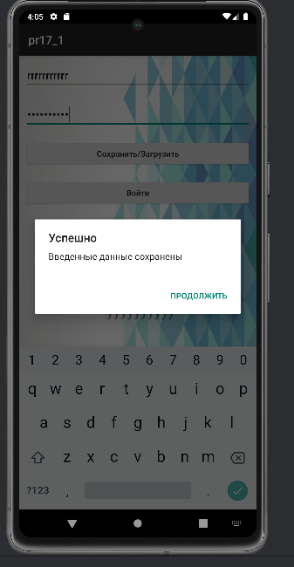 4:05
pr17_1
••••••••••
Сохранить/Загрузить
Войти
Успешно
Введенные данные сохранены
ПРОДОЛЖИТЬ
1 2 3 4 5 6 7 8 9 0
q w e r t y u i o p
a s d f g h j k l
z x c v b n m
?123 , .